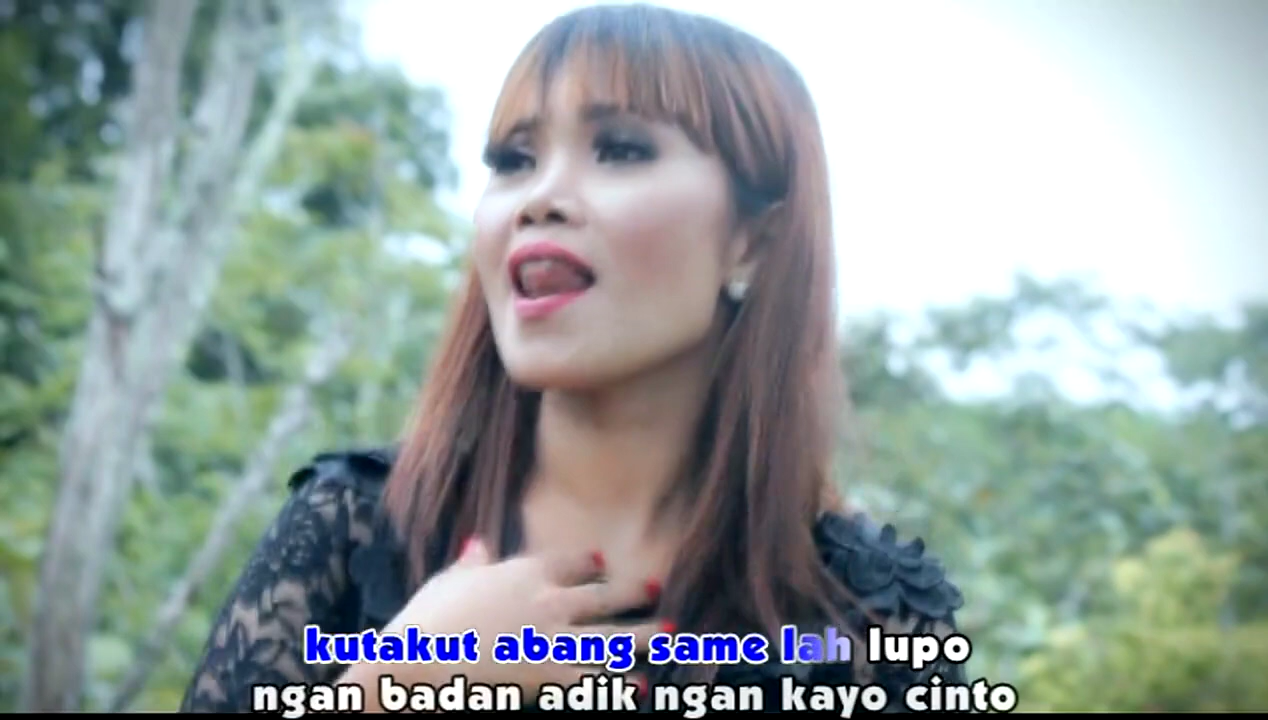 kutakut abang same lah lupo
ngan badan adik ngan kayo cinto